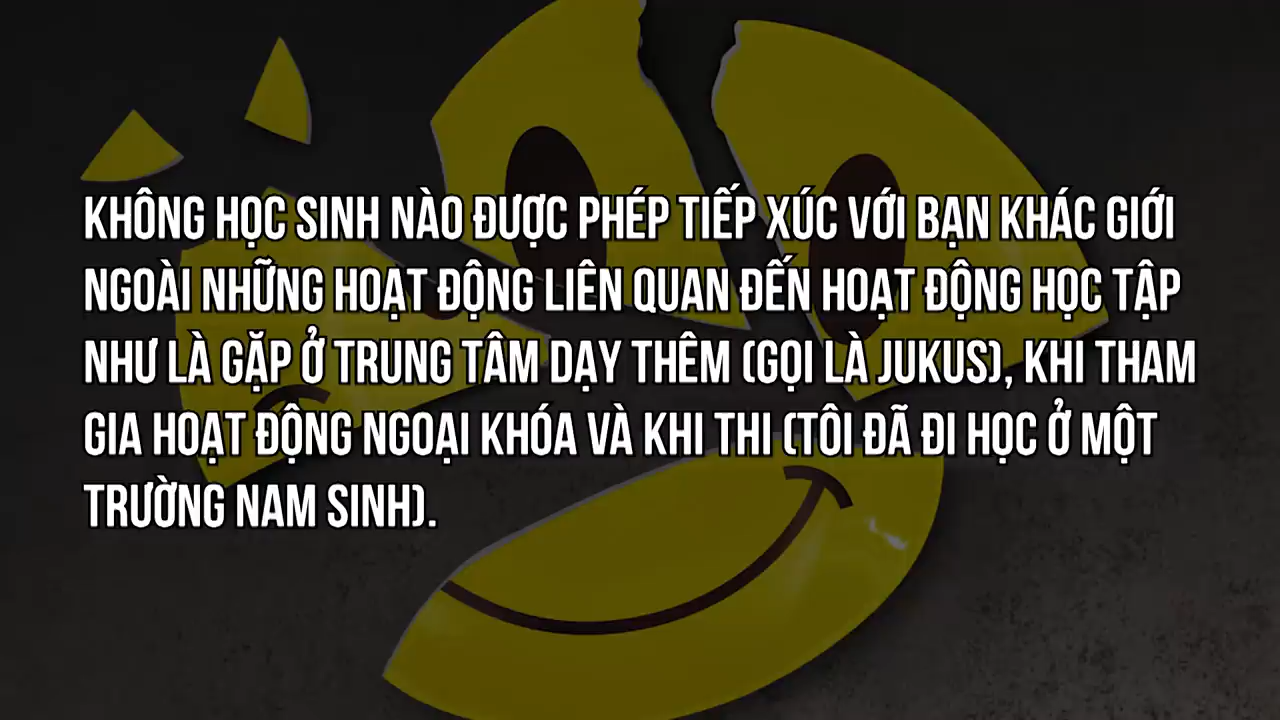 KHÔNG HỌC SINH NÀO ĐƯỢC PHÉP TIẾP XÚC VỚI BẠN KHÁC GIỚI
NGOÀI NHỮNG HOẠT ĐỘNG LIÊN QUAN ĐẾN HOẠT ĐỘNG HỌC TẬP
NHƯ LÀ GẶP Ở TRUNG TÂM DẠY THÊM (GỌI LÀ JUKUS), KHI THAM
GIA HOẠT ĐỘNG NGOẠI KHÓA VÀ KHI THI (TÔI ĐÃ ĐI HỌC Ở MỘT
TRƯỜNG NAM SINH).